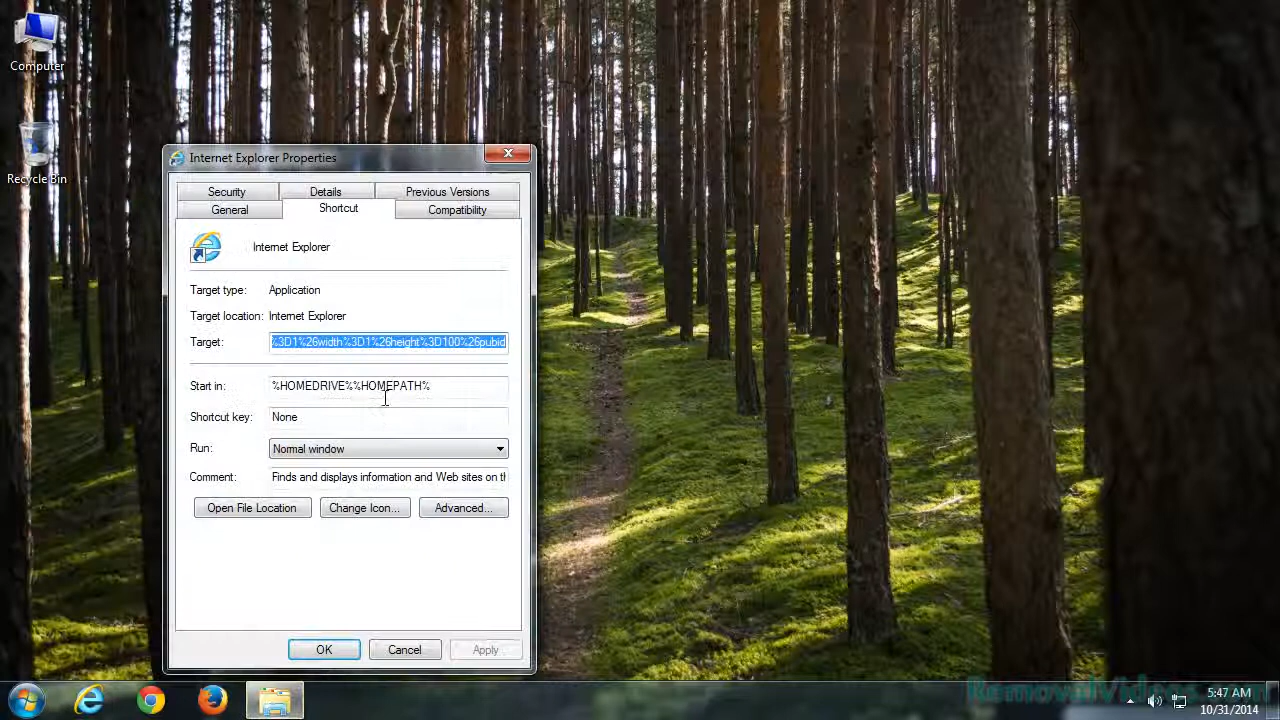 Computer
Recycle Bin
Internet Explorer Properties
Security Details Previous Versions
General Shortcut Compatibility
Internet Explorer
Target type: Application
Target location: Internet Explorer
Target: %3D1%26width%3D1%26height%3D100%26pubid
Start in: %HOMEDRIVE%%HOMEPATH%
Shortcut key: None
Run: Normal window
Comment: Finds and displays information and Web sites on th
Open File Location Change Icon... Advanced...
OK Cancel Apply
RemovalVideos.com
5:47 AM
10/31/2014